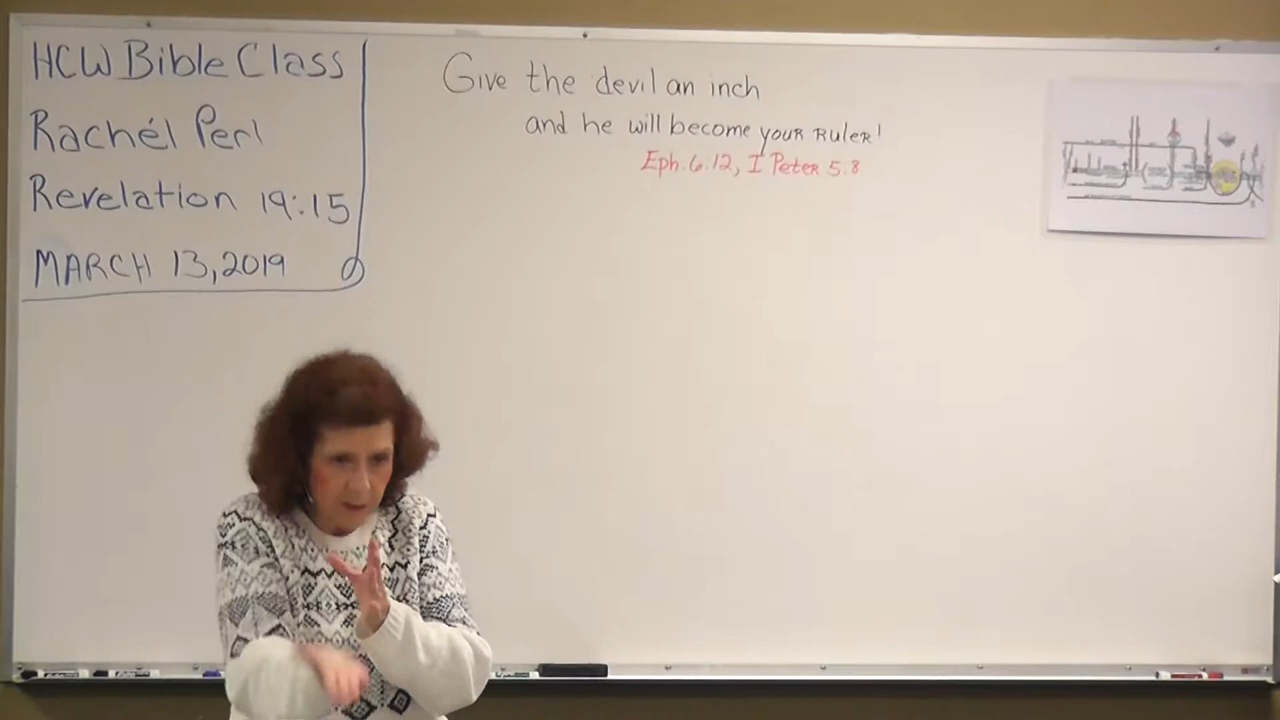 HCW Bible Class
Rachél Perl
Revelation 19:15
MARCH 13, 2019
Give the devil an inch
and he will become youR RuleR!
Eph. 6.12, I Peter 5.8